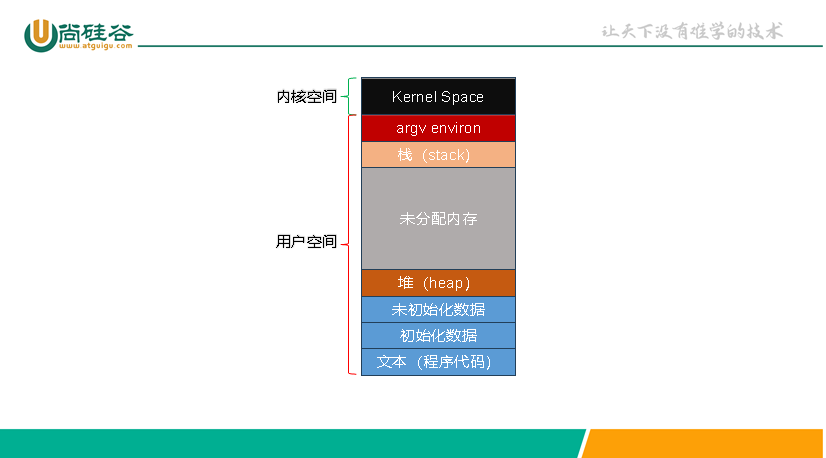 尚硅谷
www.atguigu.com
让天下没有难学的技术
内核空间
Kernel Space
argv environ
栈（stack）
未分配内存
用户空间
堆（heap）
未初始化数据
初始化数据
文本（程序代码）